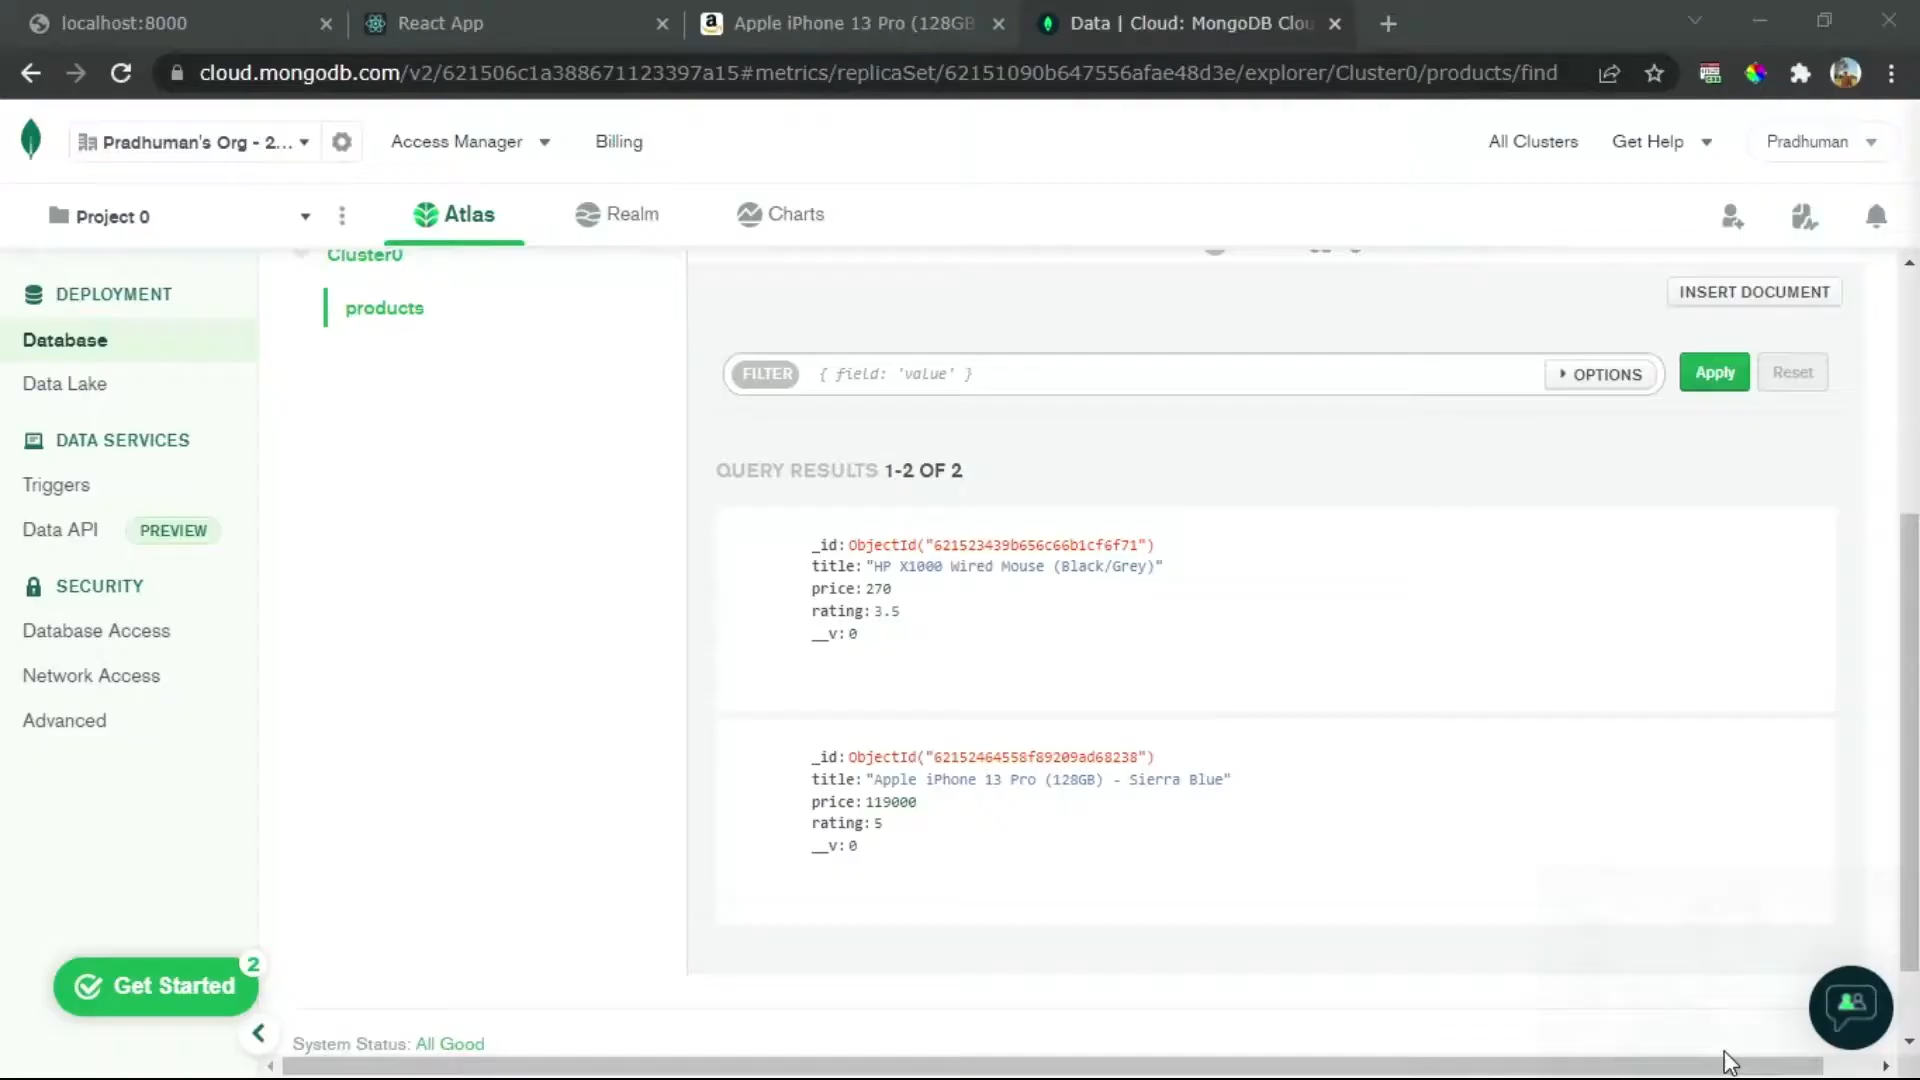 localhost:8000
React App
Apple iPhone 13 Pro (128GB
Data | Cloud: MongoDB Clou
cloud.mongodb.com/v2/621506c1a388671123397a15#metrics/replicaSet/62151090b647556afae48d3e/explorer/Cluster0/products/find
Pradhuman's Org - 2...
Access Manager
Billing
All Clusters
Get Help
Pradhuman
Project 0
Atlas
Realm
Charts
DEPLOYMENT
Database
Data Lake
DATA SERVICES
Triggers
Data API PREVIEW
SECURITY
Database Access
Network Access
Advanced
Get Started
2
Cluster0
products
INSERT DOCUMENT
FILTER { field: 'value' }
OPTIONS
Apply
Reset
QUERY RESULTS 1-2 OF 2
_id: ObjectId("621523439b656c66b1cf6f71")
title: "HP X1000 Wired Mouse (Black/Grey)"
price: 270
rating: 3.5
__v: 0
_id: ObjectId("62152464558f89209ad68238")
title: "Apple iPhone 13 Pro (128GB) - Sierra Blue"
price: 119000
rating: 5
__v: 0
System Status: All Good